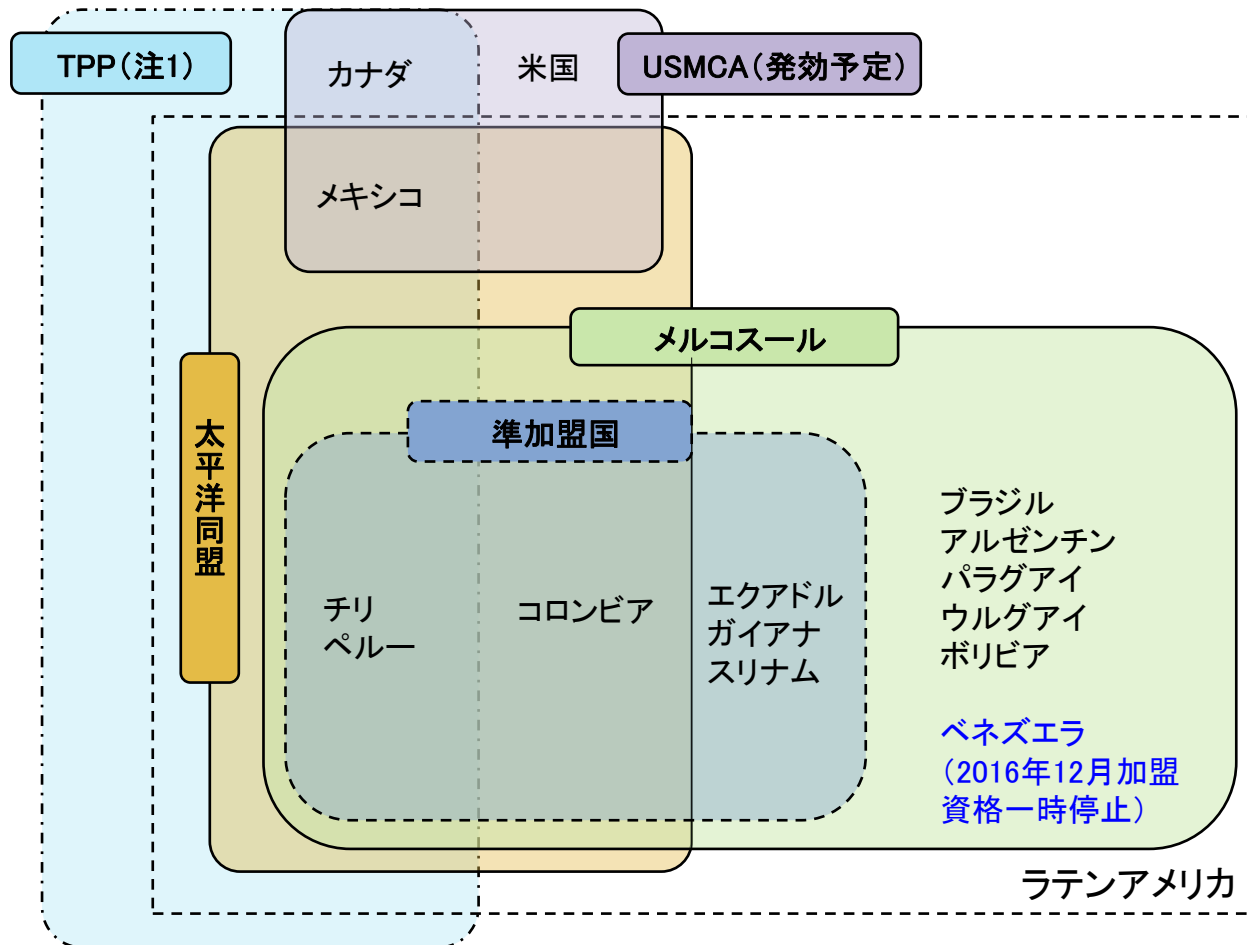 TPP(注1)
カナダ
米国
USMCA(発効予定)
メキシコ
メルコスール
太平洋同盟
準加盟国
チリ
ペルー
コロンビア
エクアドル
ガイアナ
スリナム
ブラジル
アルゼンチン
パラグアイ
ウルグアイ
ボリビア
ベネズエラ
(2016年12月加盟
資格一時停止)
ラテンアメリカ